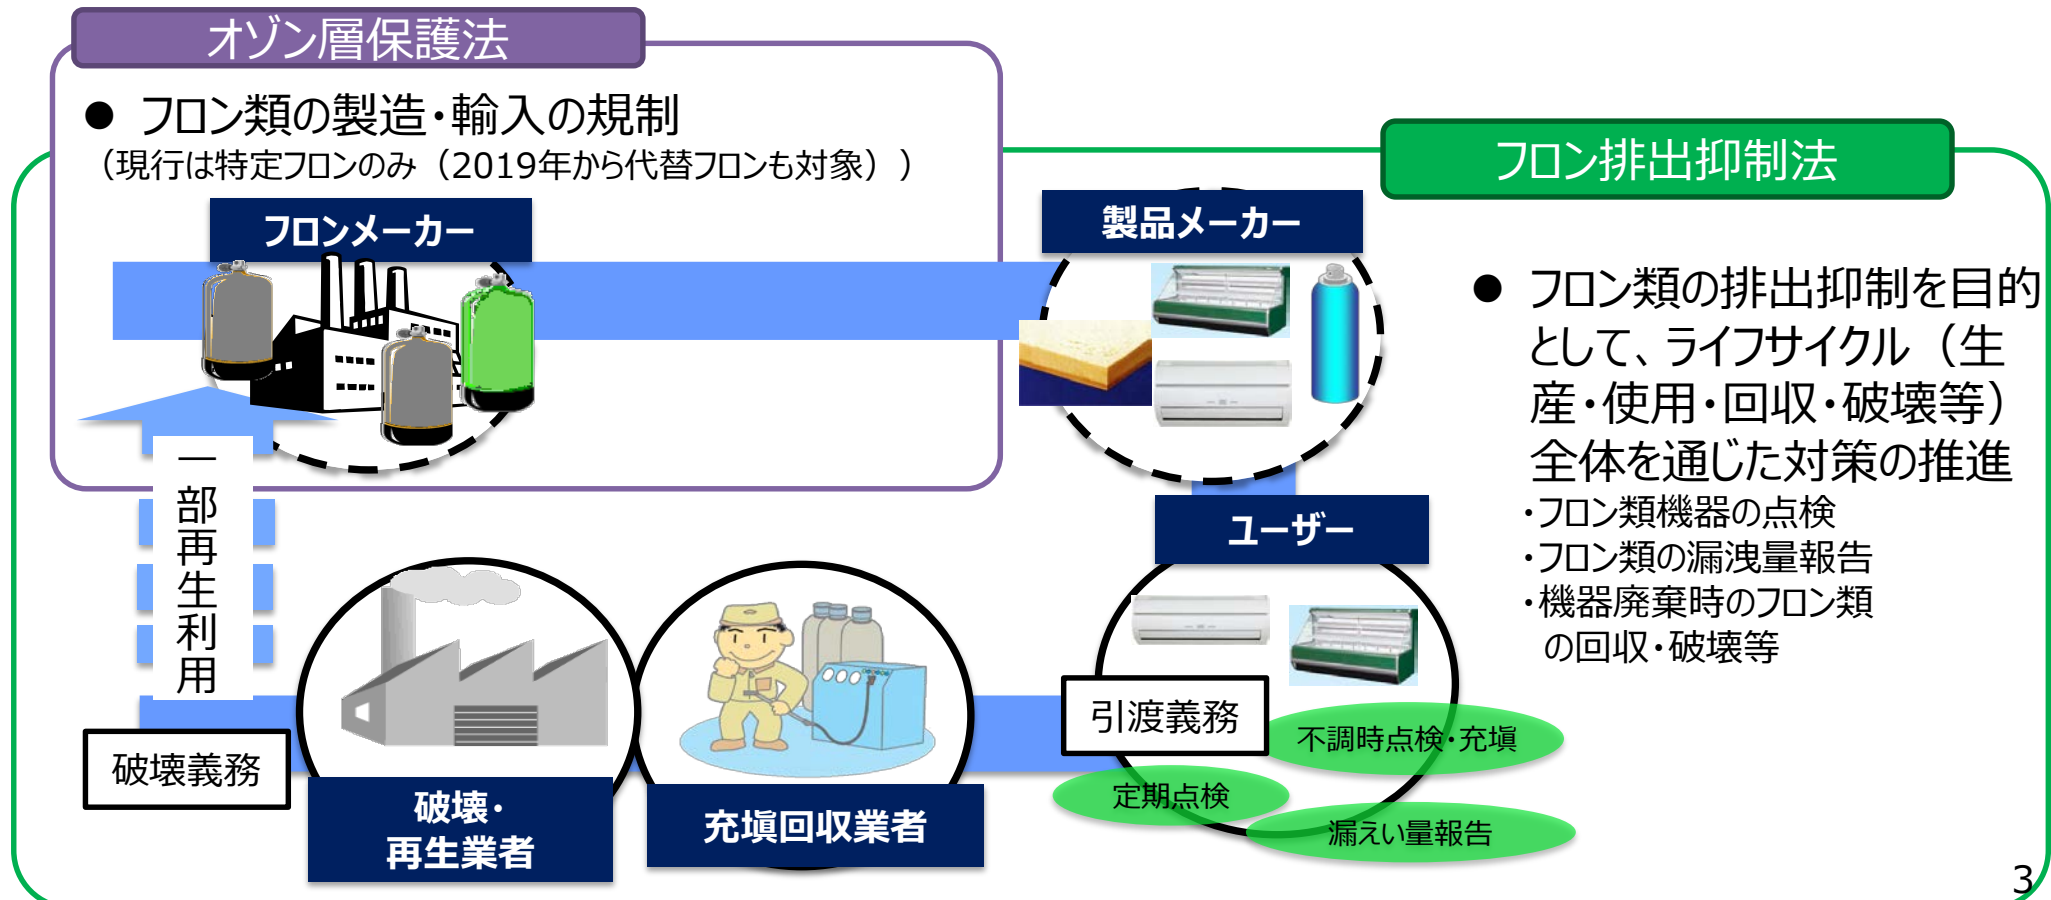 オゾン層保護法
● フロン類の製造・輸入の規制
（現行は特定フロンのみ（2019年から代替フロンも対象））
フロン排出抑制法
フロンメーカー
製品メーカー
● フロン類の排出抑制を目的
として、ライフサイクル（生
産・使用・回収・破壊等）
全体を通じた対策の推進
・フロン類機器の点検
・フロン類の漏洩量報告
・機器廃棄時のフロン類
の回収・破壊等
一部再生利用
ユーザー
引渡義務
不調時点検・充塡
定期点検
漏えい量報告
破壊義務
破壊・
再生業者
充塡回収業者
3